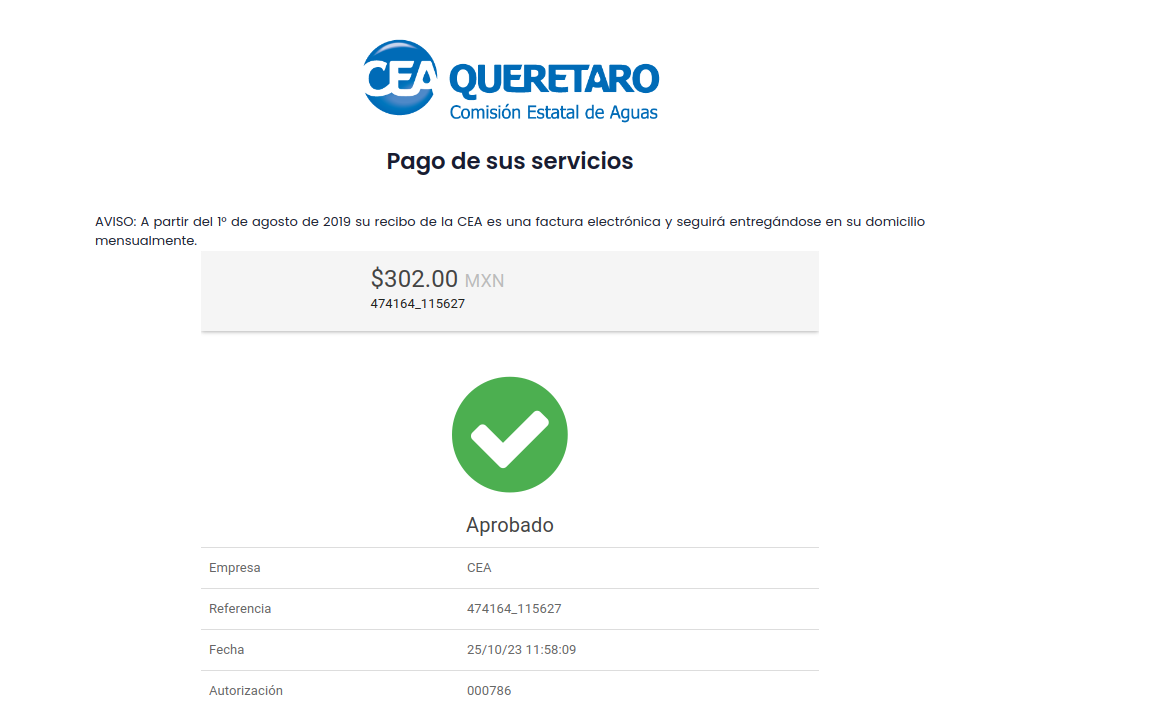 CEA QUERETARO
Comisión Estatal de Aguas
Pago de sus servicios
AVISO: A partir del 1º de agosto de 2019 su recibo de la CEA es una factura electrónica y seguirá entregándose en su domicilio
mensualmente.
$302.00 MXN
474164_115627
Aprobado
Empresa CEA
Referencia 474164_115627
Fecha 25/10/23 11:58:09
Autorización 000786